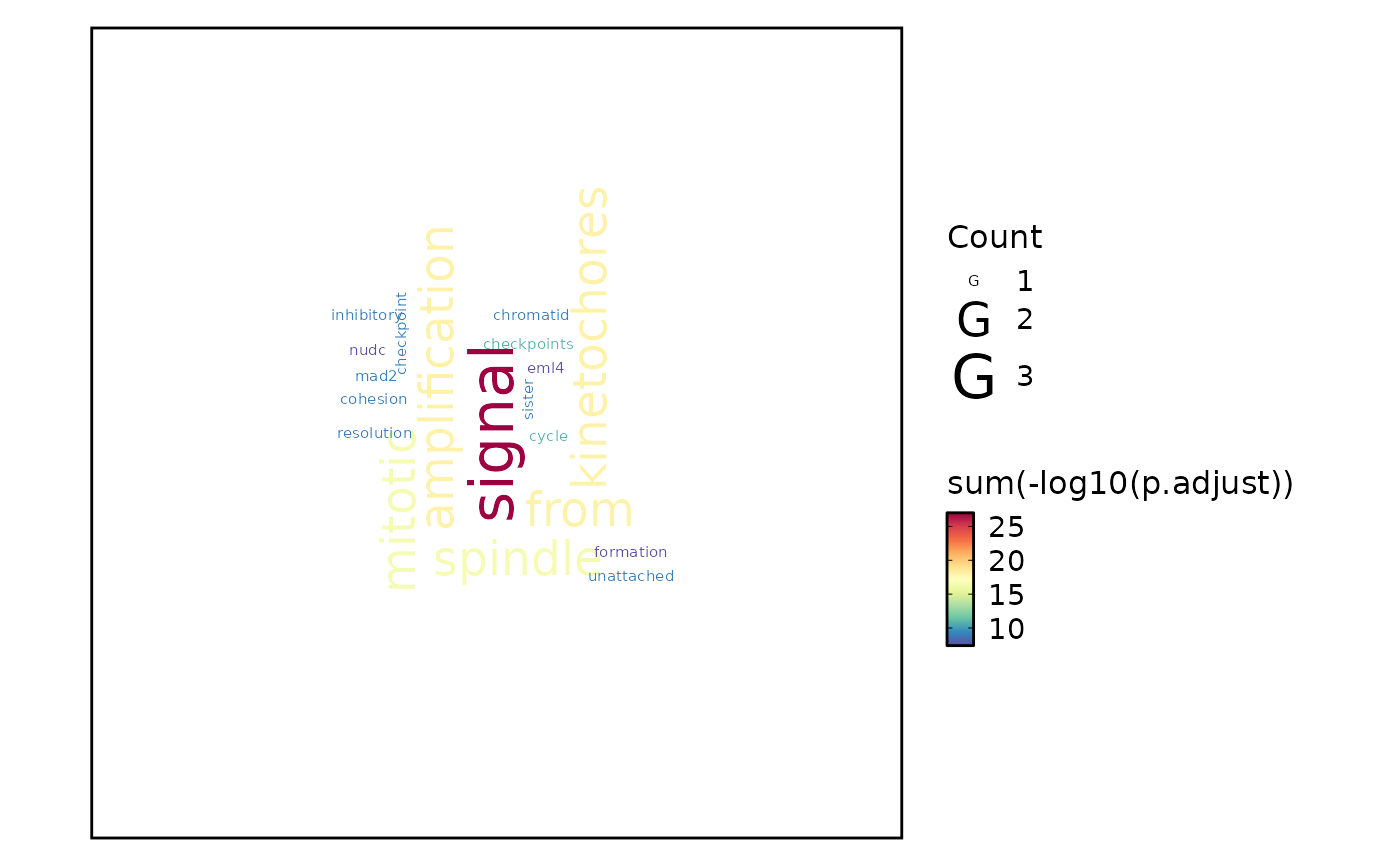 kinetochores
amplification
inhibitory
checkpoint
chromatid
checkpoints
nudc
signal
eml4
mad2
sister
cohesion
resolution
cycle
mitotic
from
spindle
formation
unattached
Count
G 1
G 2
G 3
sum(-log10(p.adjust))
25
20
15
10